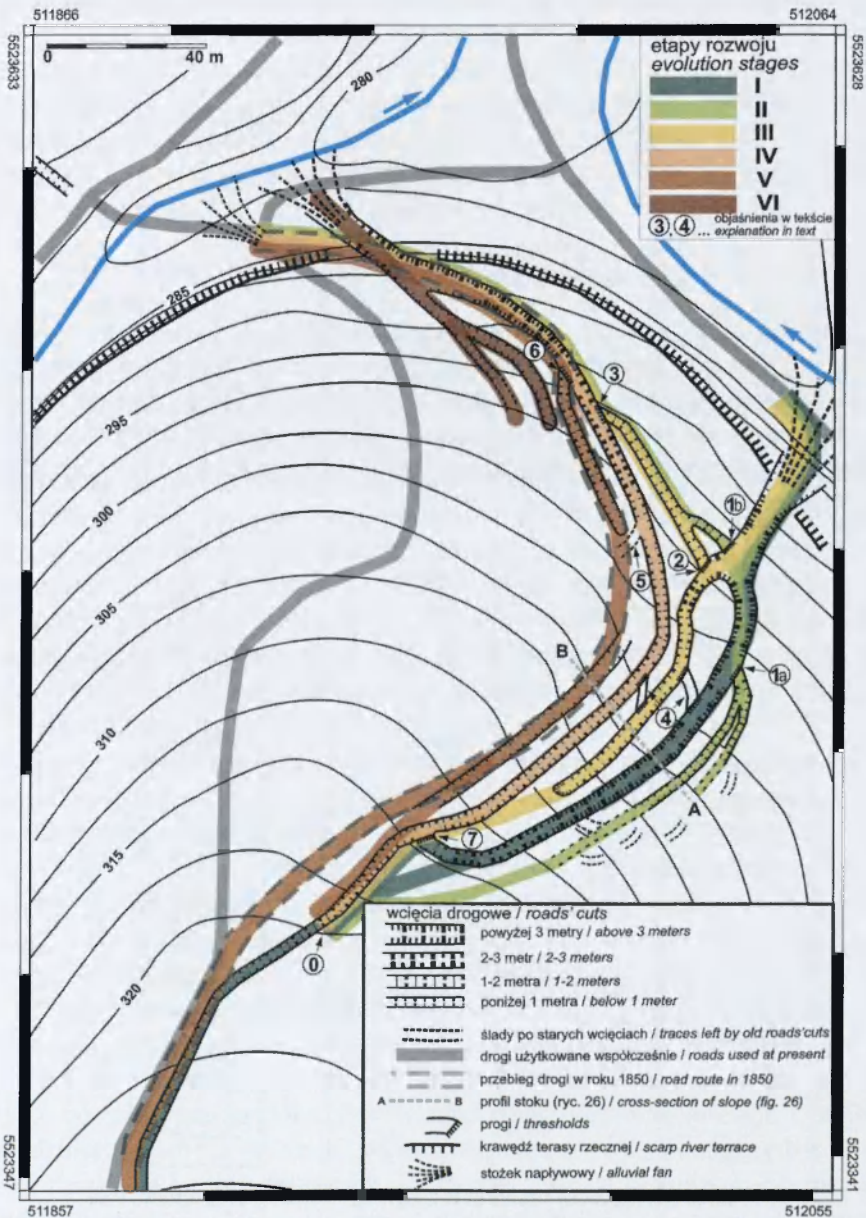 511866
512064
5523633
5523628
0 40 m
etapy rozwoju
evolution stages
I
II
III
IV
V
VI
③,④ ... objaśnienia w tekście
explanation in text
280
285
295
300
305
310
315
320
6
3
1b
2
5
B
1a
4
A
7
0
wcięcia drogowe / roads' cuts
powyżej 3 metry / above 3 meters
2-3 metr / 2-3 meters
1-2 metra / 1-2 meters
poniżej 1 metra / below 1 meter
ślady po starych wcięciach / traces left by old roads'cuts
drogi użytkowane współcześnie / roads used at present
przebieg drogi w roku 1850 / road route in 1850
A B profil stoku (ryc. 26) / cross-section of slope (fig. 26)
progi / thresholds
krawędź terasy rzecznej / scarp river terrace
stożek napływowy / alluvial fan
5523347
5523341
511857
512055